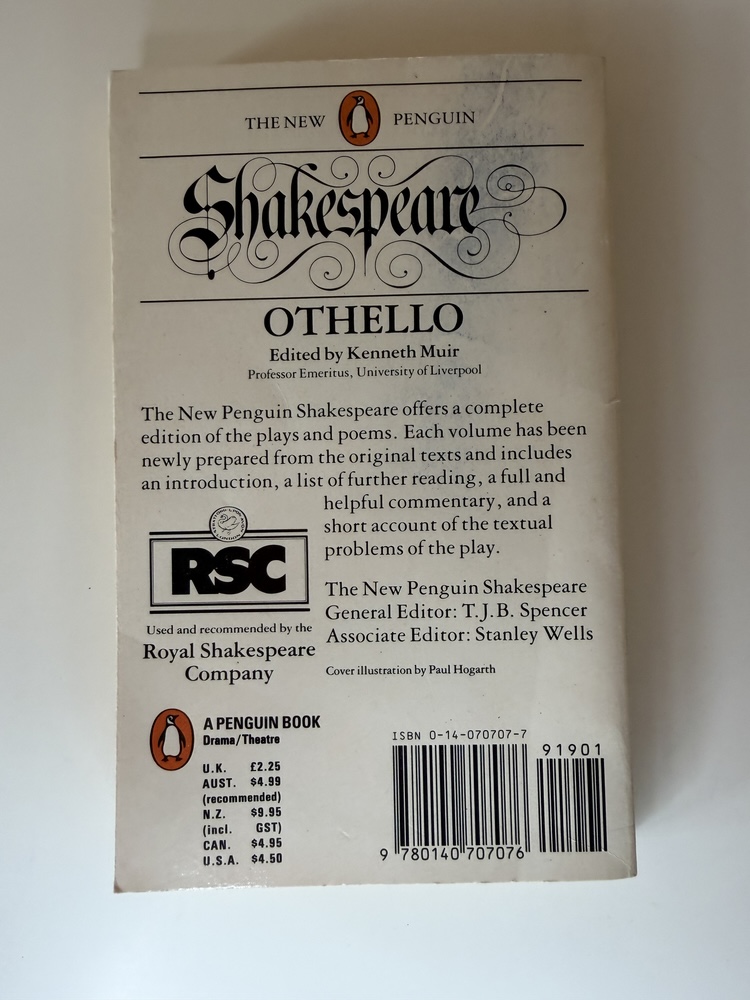 THE NEW PENGUIN
Shakespeare
OTHELLO
Edited by Kenneth Muir
Professor Emeritus, University of Liverpool
The New Penguin Shakespeare offers a complete
edition of the plays and poems. Each volume has been
newly prepared from the original texts and includes
an introduction, a list of further reading, a full and
helpful commentary, and a
short account of the textual
problems of the play.
RSC
Used and recommended by the
Royal Shakespeare
Company
The New Penguin Shakespeare
General Editor: T.J.B. Spencer
Associate Editor: Stanley Wells
Cover illustration by Paul Hogarth
A PENGUIN BOOK
Drama/Theatre
U.K. £2.25
AUST. $4.99
(recommended)
N.Z. $9.95
(incl. GST)
CAN. $4.95
U.S.A. $4.50
ISBN 0-14-070707-7
91901
9 780140 707076